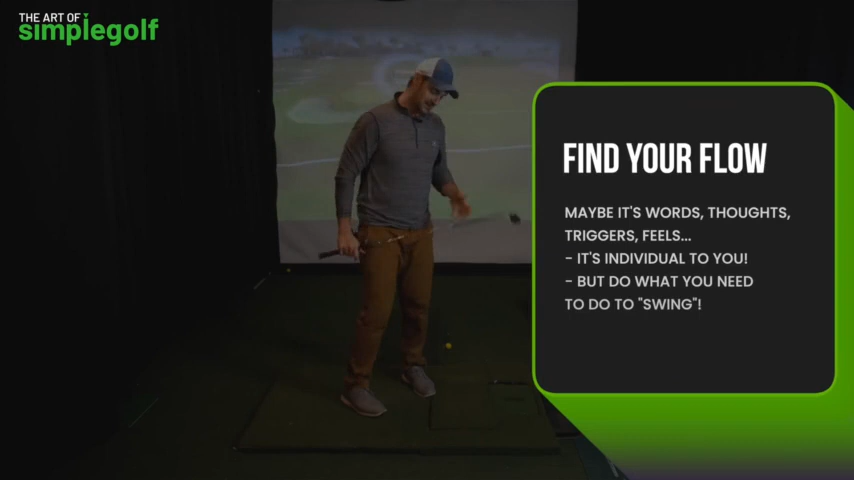 THE ART OF
simplegolf
FIND YOUR FLOW
MAYBE IT'S WORDS, THOUGHTS,
TRIGGERS, FEELS...
- IT'S INDIVIDUAL TO YOU!
- BUT DO WHAT YOU NEED
TO DO TO "SWING"!